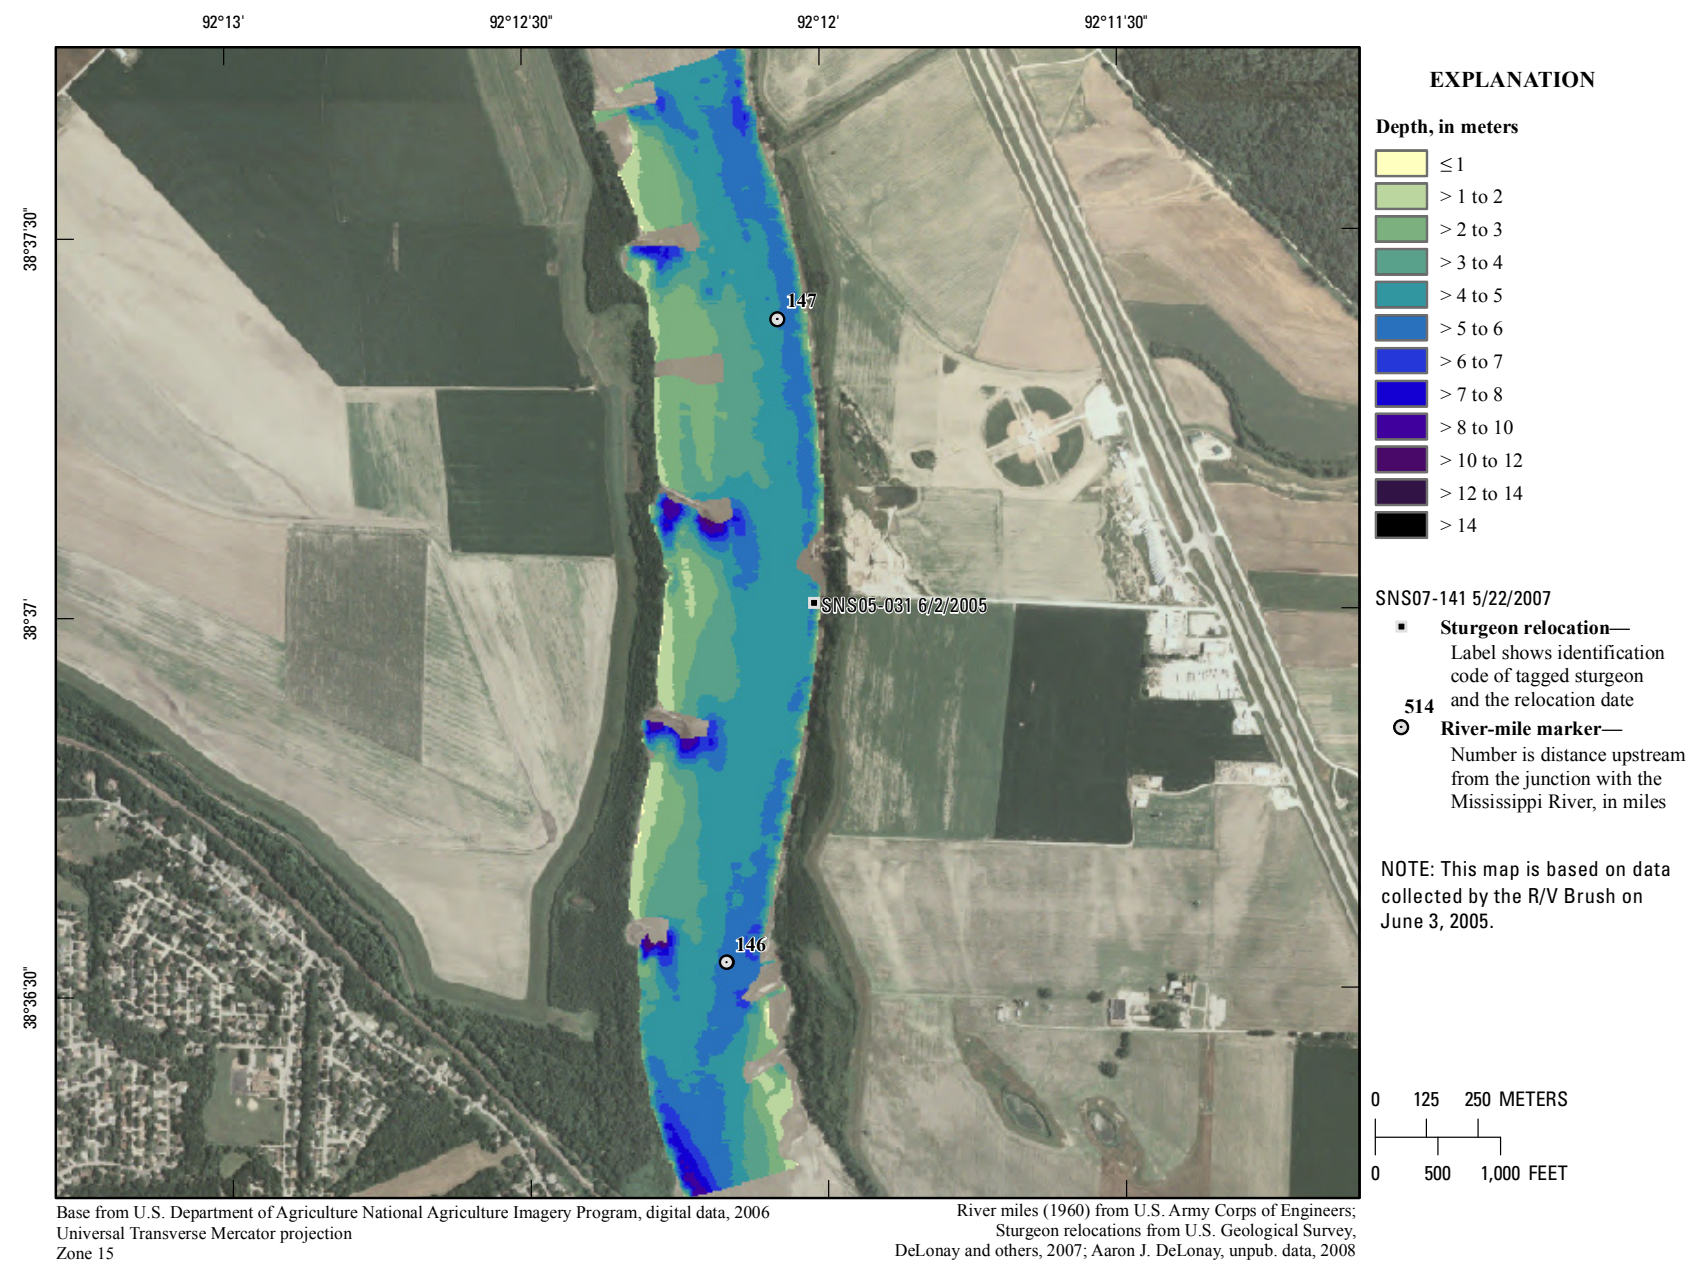 92°13'
92°12'30"
92°12'
92°11'30"
38°37'30"
38°37'
38°36'30"
147
SNS05-031 6/2/2005
146
EXPLANATION
Depth, in meters
≤ 1
> 1 to 2
> 2 to 3
> 3 to 4
> 4 to 5
> 5 to 6
> 6 to 7
> 7 to 8
> 8 to 10
> 10 to 12
> 12 to 14
> 14
SNS07-141 5/22/2007
Sturgeon relocation—
Label shows identification
code of tagged sturgeon
and the relocation date
514
River-mile marker—
Number is distance upstream
from the junction with the
Mississippi River, in miles
NOTE: This map is based on data
collected by the R/V Brush on
June 3, 2005.
0 125 250 METERS
0 500 1,000 FEET
Base from U.S. Department of Agriculture National Agriculture Imagery Program, digital data, 2006
Universal Transverse Mercator projection
Zone 15
River miles (1960) from U.S. Army Corps of Engineers;
Sturgeon relocations from U.S. Geological Survey,
DeLonay and others, 2007; Aaron J. DeLonay, unpub. data, 2008